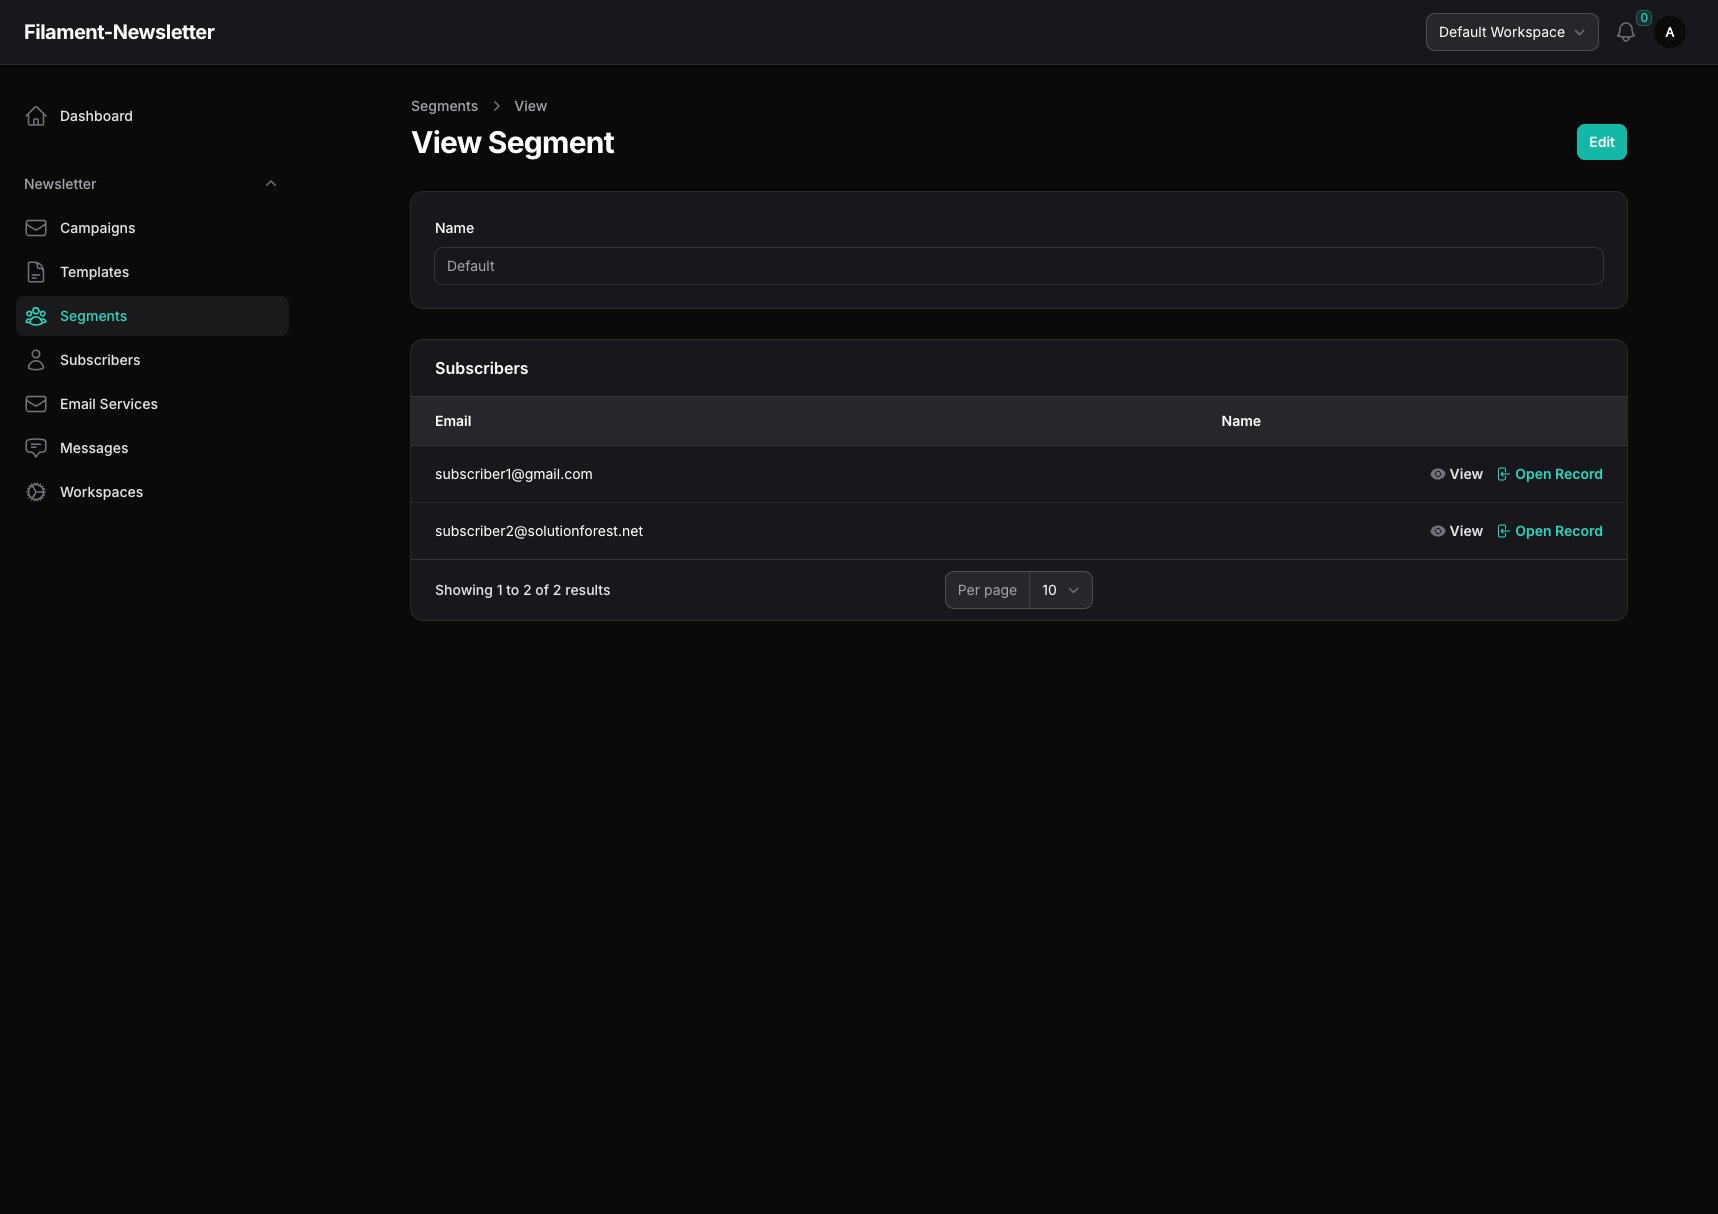 Filament-Newsletter
Default Workspace
0
A
Dashboard
Newsletter
Campaigns
Templates
Segments
Subscribers
Email Services
Messages
Workspaces
Segments > View
View Segment
Edit
Name
Default
Subscribers
Email Name
subscriber1@gmail.com View Open Record
subscriber2@solutionforest.net View Open Record
Showing 1 to 2 of 2 results Per page 10